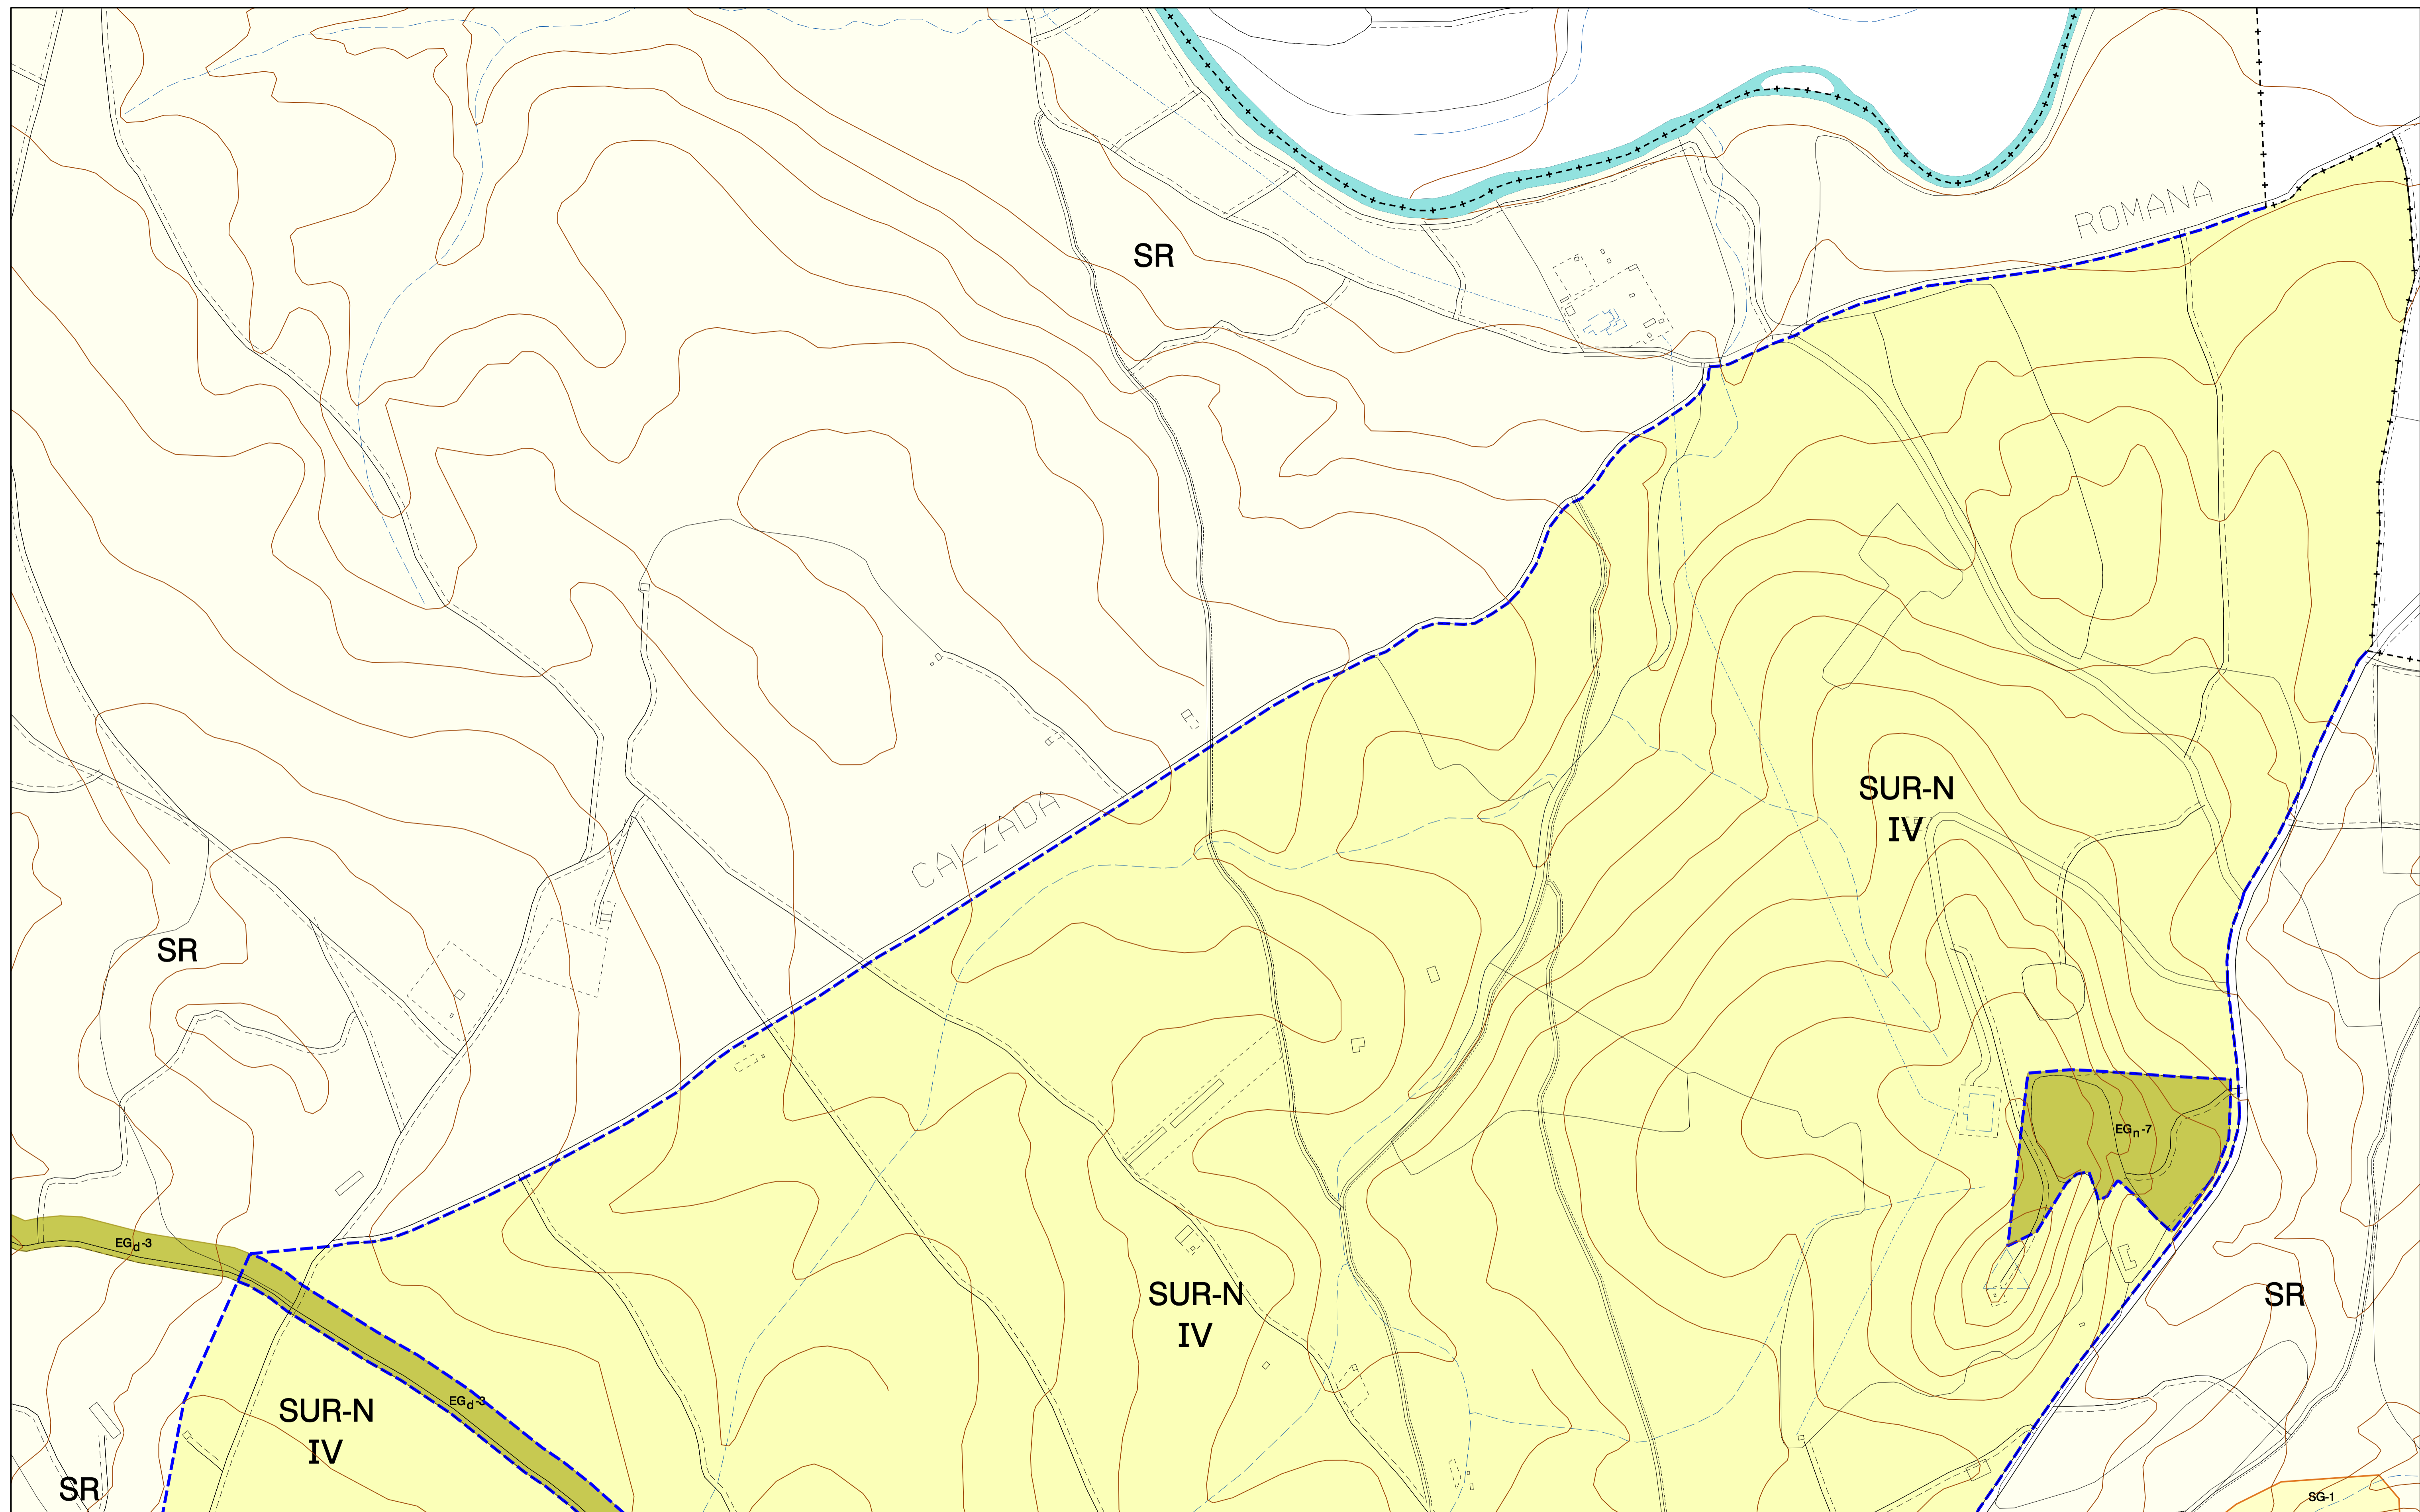 ROMANA
SR
SUR-N
IV
CALZADA
SR
EGn-7
EGd-3
SUR-N
IV
SR
EGd-3
SUR-N
IV
SR
SG-1